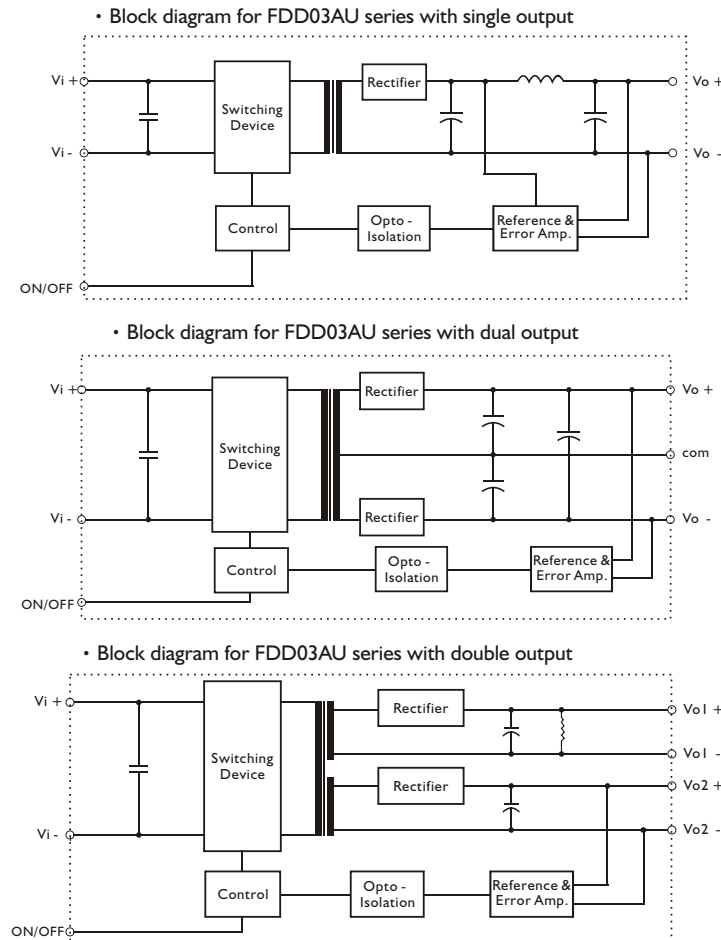 • Block diagram for FDD03AU series with single output
Vi +
Switching
Device
Rectifier
Vo +
Vi -
Vo -
Control
Opto -
Isolation
Reference &
Error Amp.
ON/OFF
• Block diagram for FDD03AU series with dual output
Vi +
Rectifier
Vo +
Switching
Device
com
Vi -
Rectifier
Vo -
Control
Opto -
Isolation
Reference &
Error Amp.
ON/OFF
• Block diagram for FDD03AU series with double output
Vi +
Rectifier
Vo1 +
Switching
Device
Vo1 -
Rectifier
Vo2 +
Vi -
Vo2 -
Control
Opto -
Isolation
Reference &
Error Amp.
ON/OFF